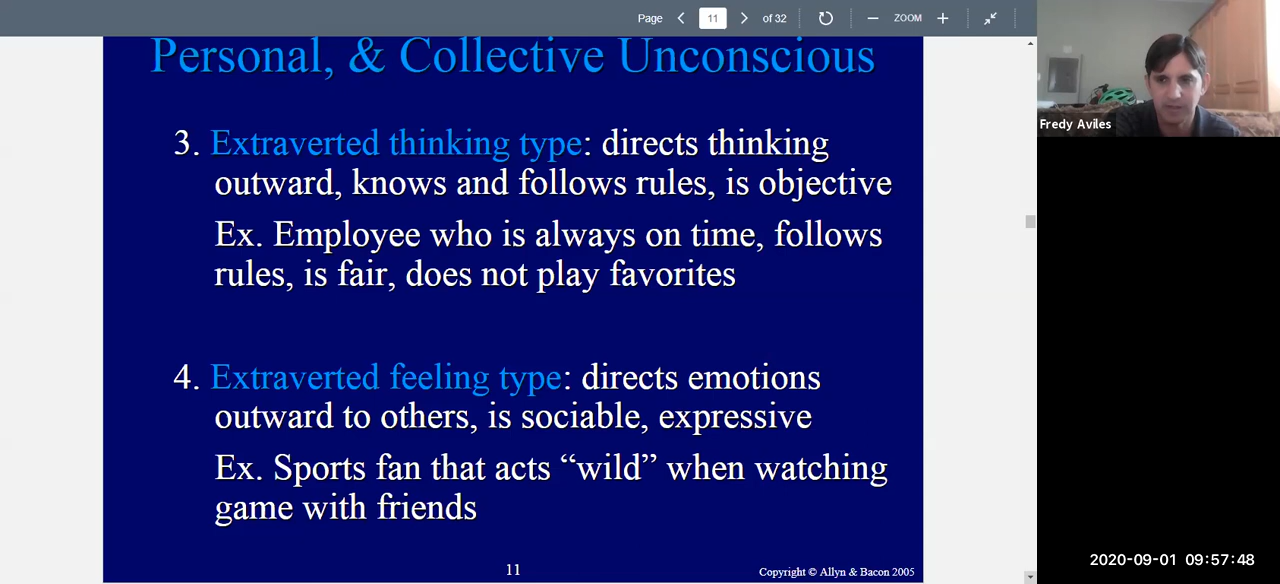 Page 11 of 32 ZOOM
Personal, & Collective Unconscious
3. Extraverted thinking type: directs thinking
outward, knows and follows rules, is objective
Ex. Employee who is always on time, follows
rules, is fair, does not play favorites
4. Extraverted feeling type: directs emotions
outward to others, is sociable, expressive
Ex. Sports fan that acts “wild” when watching
game with friends
11
Copyright © Allyn & Bacon 2005
Fredy Aviles
2020-09-01 09:57:48